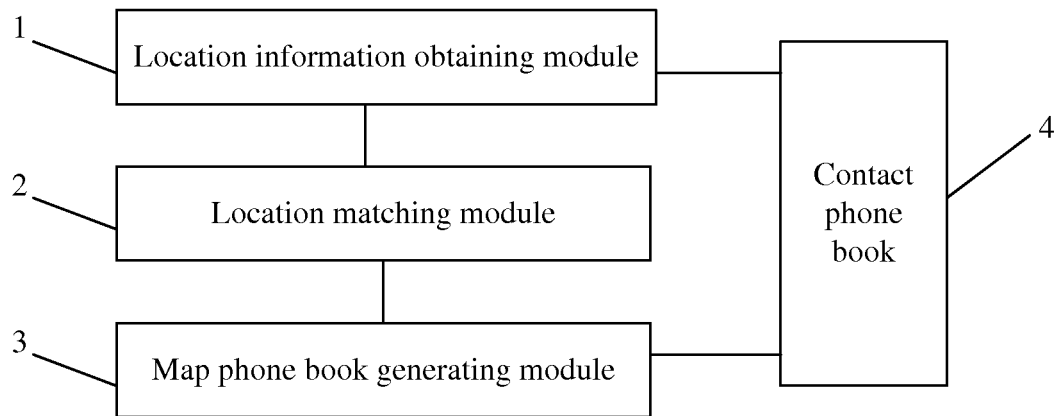 1
Location information obtaining module
2
Location matching module
3
Map phone book generating module
Contact
phone
book
4